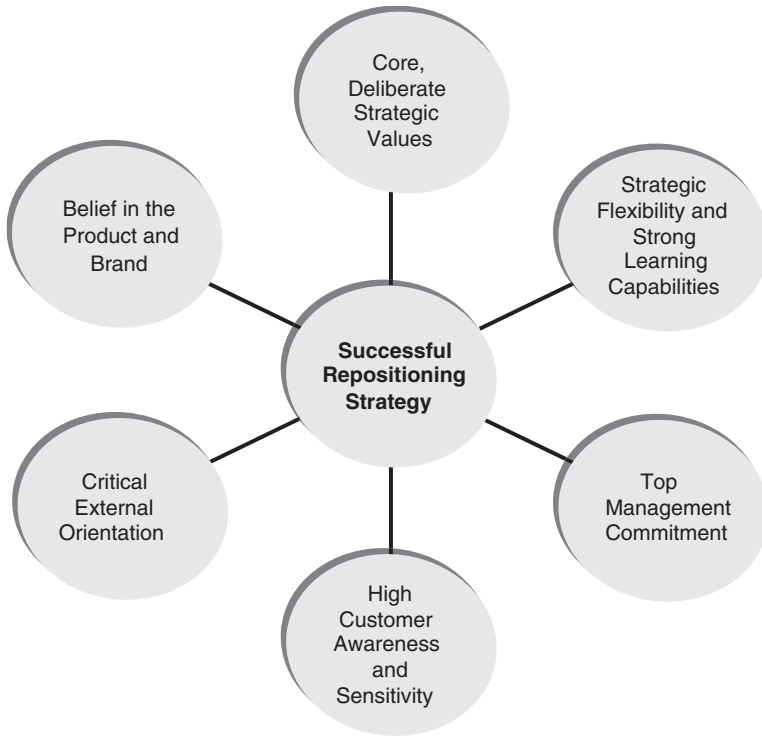 Core,
Deliberate
Strategic
Values
Strategic
Flexibility and
Strong
Learning
Capabilities
Belief in the
Product and
Brand
Successful
Repositioning
Strategy
Critical
External
Orientation
Top
Management
Commitment
High
Customer
Awareness
and
Sensitivity